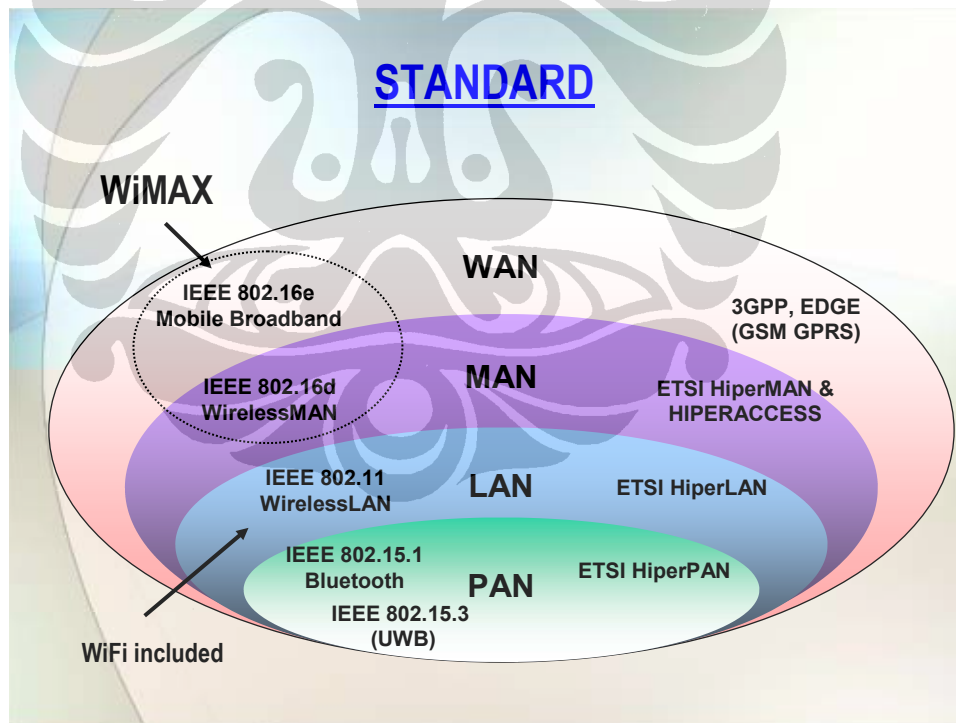 STANDARD
WiMAX
WAN
IEEE 802.16e
Mobile Broadband
3GPP, EDGE
(GSM GPRS)
MAN
IEEE 802.16d
WirelessMAN
ETSI HiperMAN &
HIPERACCESS
IEEE 802.11
WirelessLAN
LAN
ETSI HiperLAN
IEEE 802.15.1
Bluetooth
PAN
ETSI HiperPAN
IEEE 802.15.3
(UWB)
WiFi included